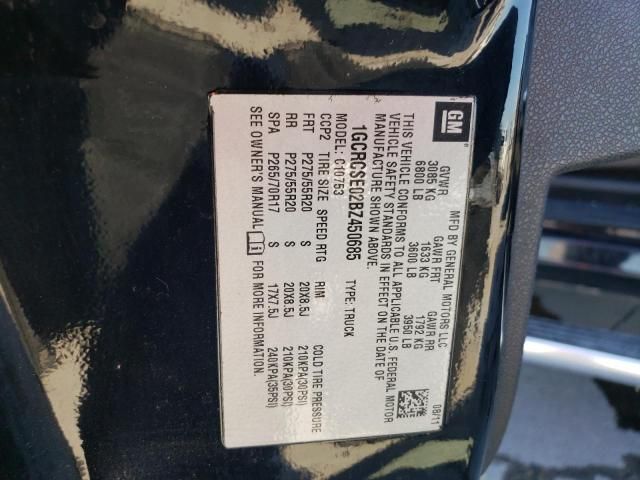 GM
MFD BY GENERAL MOTORS LLC
08/11
GVWR GAWR FRT GAWR RR
3085 KG 1633 KG 1792 KG
6800 LB 3600 LB 3950 LB
THIS VEHICLE CONFORMS TO ALL APPLICABLE U.S. FEDERAL MOTOR
VEHICLE SAFETY STANDARDS IN EFFECT ON THE DATE OF
MANUFACTURE SHOWN ABOVE.
1GCRCSE02BZ450685 TYPE: TRUCK
MODEL: C10753
CCP2 TIRE SIZE SPEED RTG RIM COLD TIRE PRESSURE
FRT P275/55R20 S 20X8.5J 210KPA(30PSI)
RR P275/55R20 S 20X8.5J 210KPA(30PSI)
SPA P265/70R17 S 17X7.5J 240KPA(35PSI)
SEE OWNER'S MANUAL FOR MORE INFORMATION.